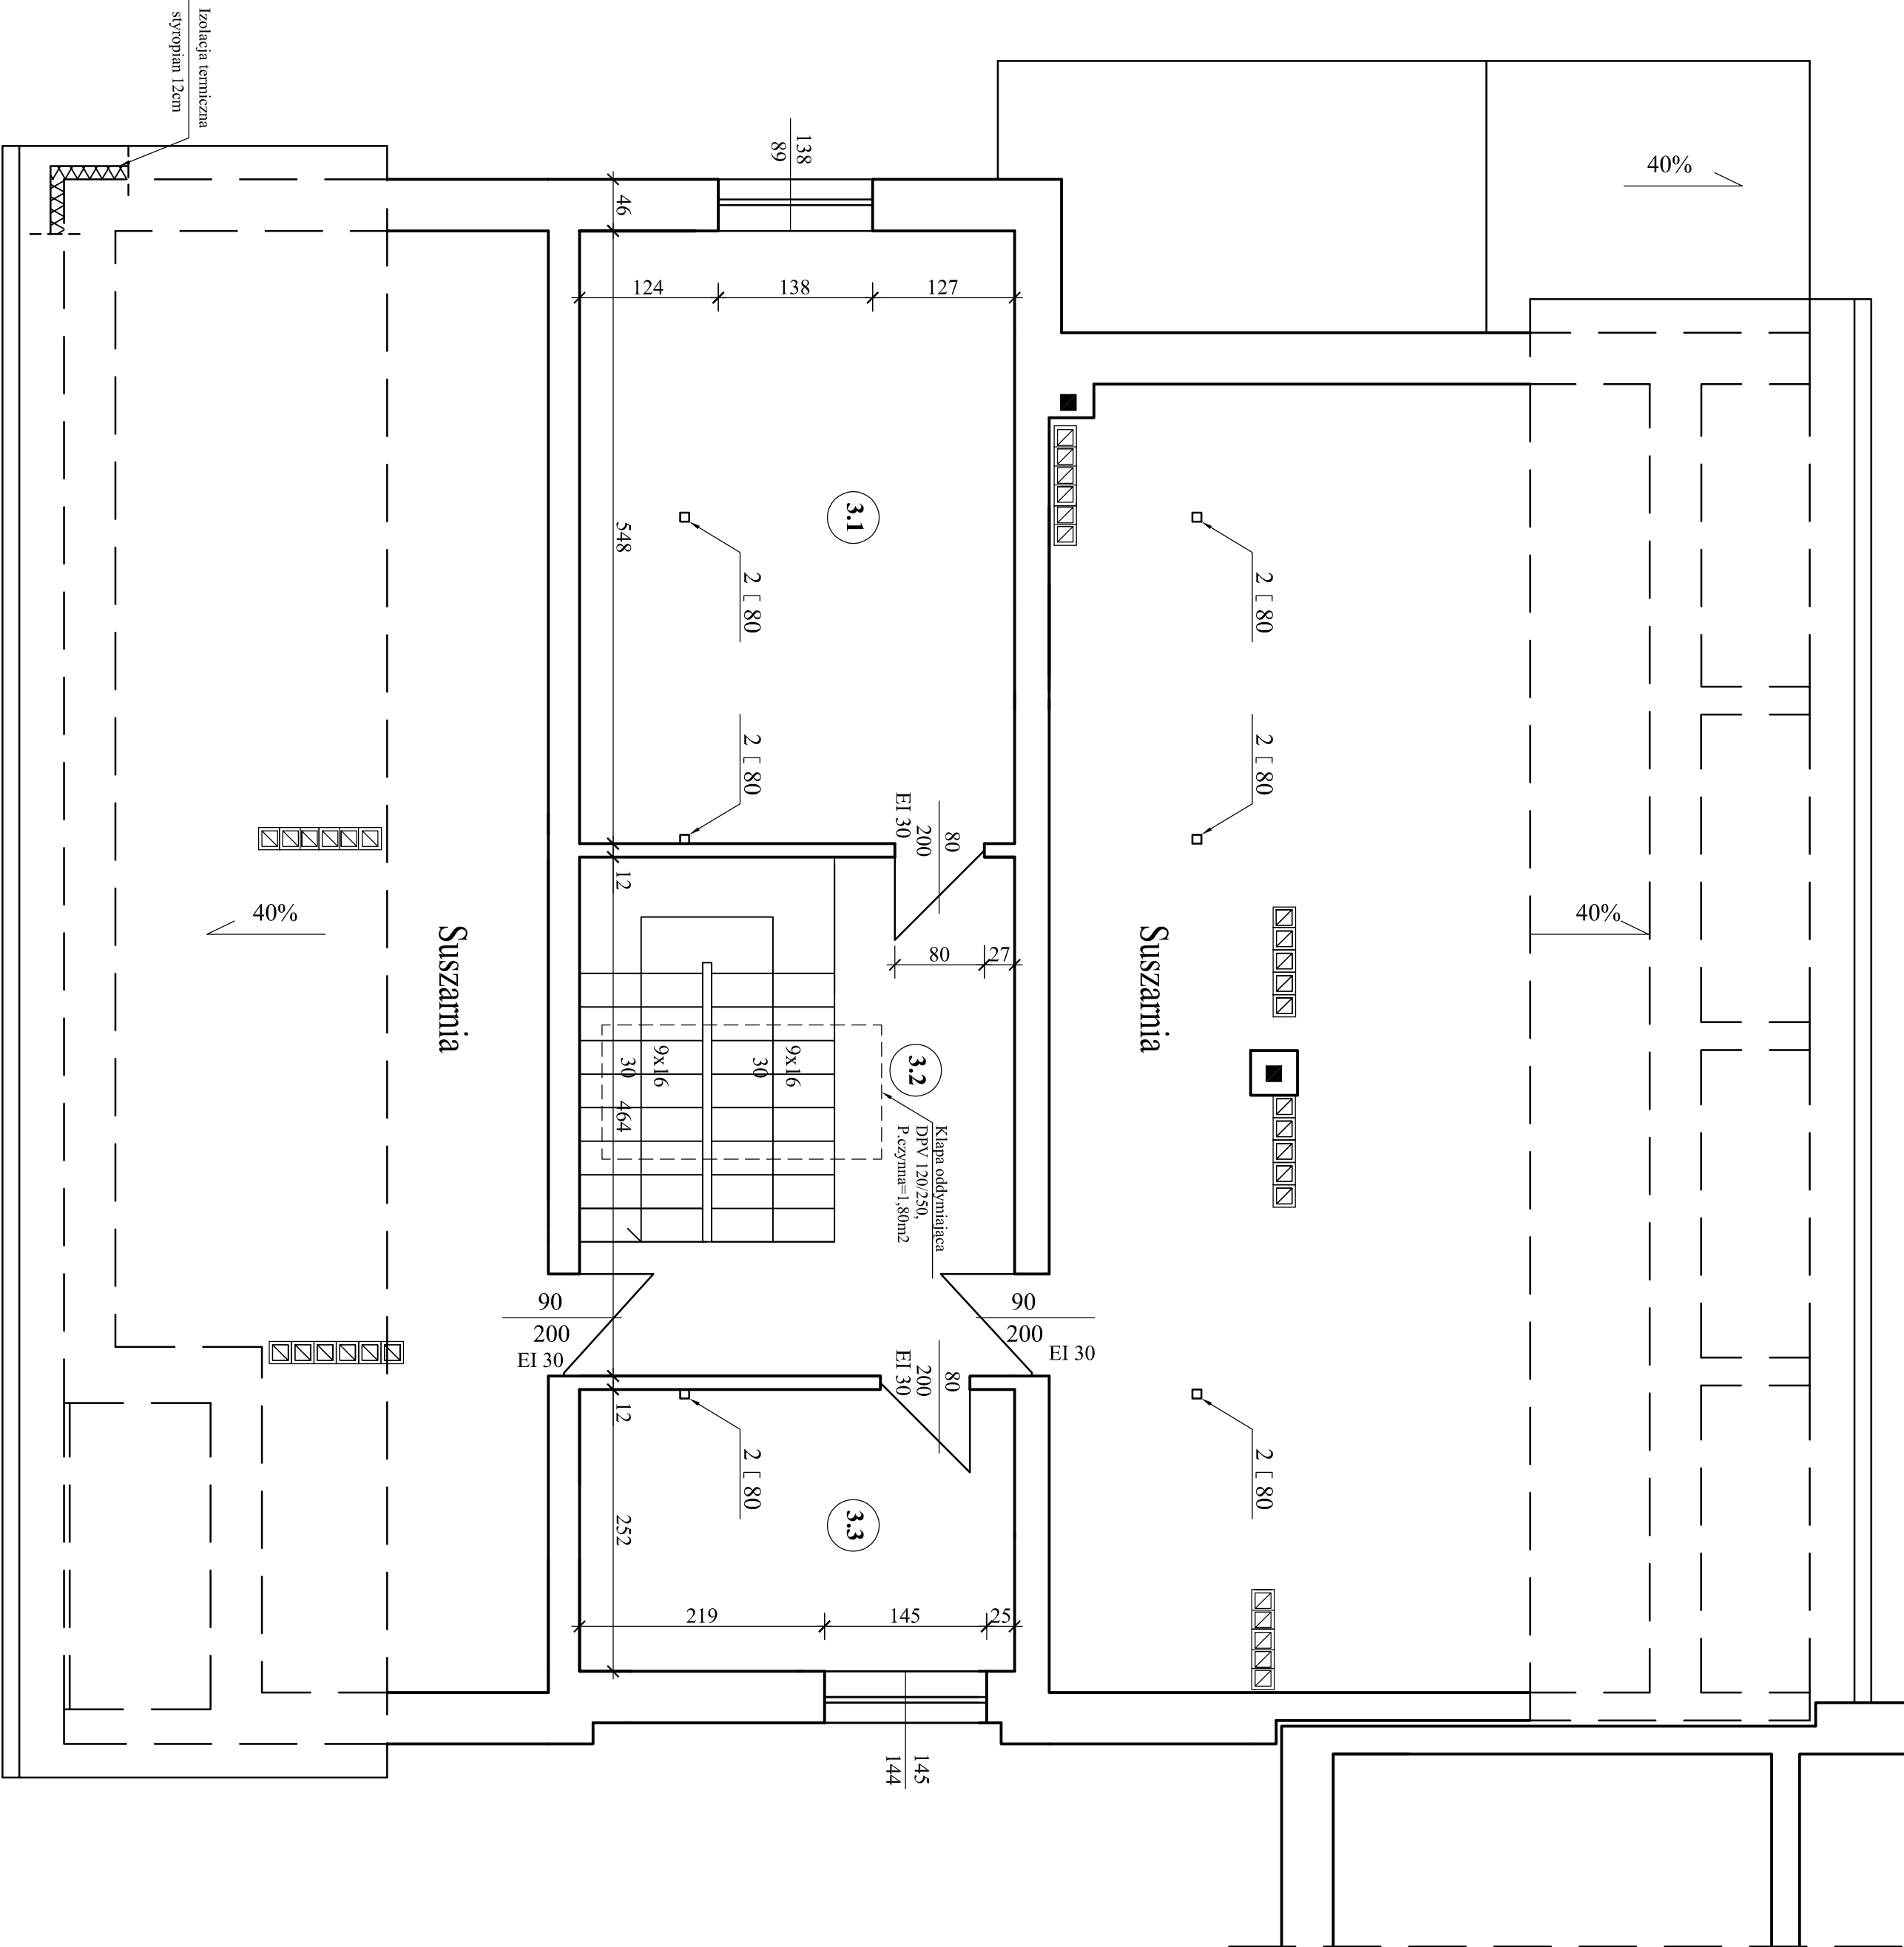 Izolacja termiczna
styropian 12cm
138
89
40%
46
124
138
127
3.1
548
2 [ 80
2 [ 80
2 [ 80
2 [ 80
80
200
EI 30
12
80
27
40%
40%
Suszarnia
Suszarnia
3.2
9x16
30
9x16
30
464
Klapa oddymiająca
DPV 120/250,
P.czynna=1,80m2
90
200
EI 30
90
200
EI 30
80
200
EI 30
12
2 [ 80
2 [ 80
3.3
252
219
145
25
145
144